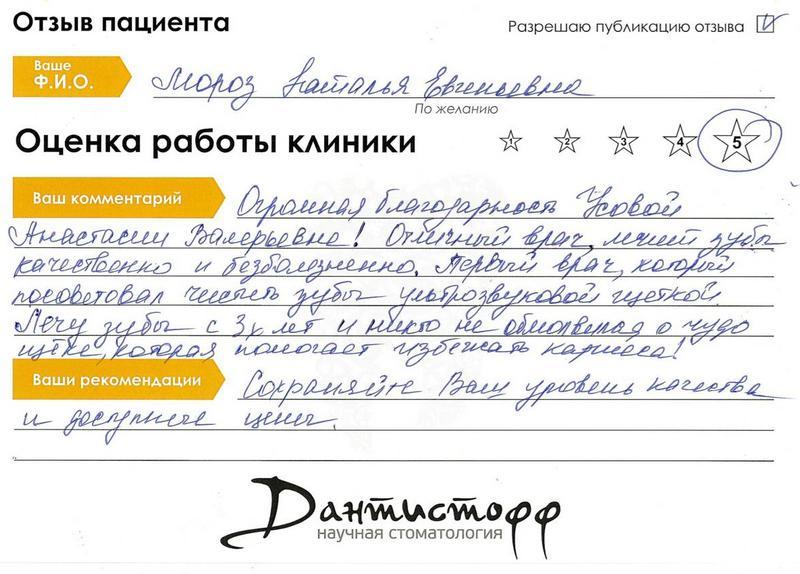 Отзыв пациента
Разрешаю публикацию отзыва
Ваше
Ф.И.О.
Мороз Наталья Евгеньевна
По желанию
Оценка работы клиники
1 2 3 4 5
Ваш комментарий
Огромная благодарность Усовой
Анастасии Валерьевне! Отличный врач, лечит зубы
качественно и безболезненно. Первый врач, который
посоветовал чистить зубы ультрозвуковой щеткой.
Лечу зубы с 3х лет и никто не обмолвился о чудо
щетке, которая помогает избежать кариеса!
Ваши рекомендации
Сохраняйте Ваш уровень качества
и доступные цены.
Дантистофф
научная стоматология